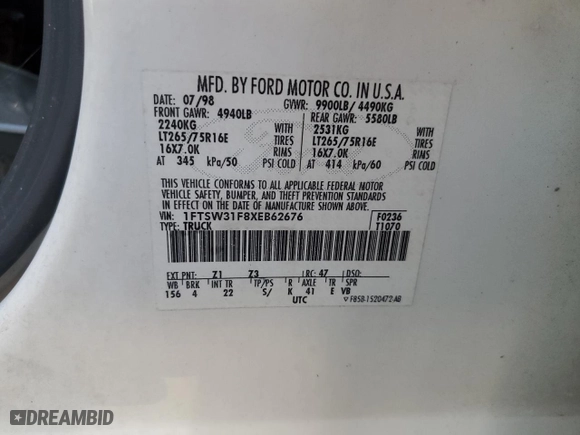 MFD. BY FORD MOTOR CO. IN U.S.A.
DATE: 07/98 GVWR: 9900LB/ 4490KG
FRONT GAWR: 4940LB REAR GAWR: 5580LB
2240KG WITH 2531KG WITH
LT265/75R16E TIRES LT265/75R16E TIRES
16X7.0K RIMS 16X7.0K RIMS
AT 345 kPa/50 PSI COLD AT 414 kPa/60 PSI COLD
THIS VEHICLE CONFORMS TO ALL APPLICABLE FEDERAL MOTOR
VEHICLE SAFETY, BUMPER, AND THEFT PREVENTION STANDARDS
IN EFFECT ON THE DATE OF MANUFACTURE SHOWN ABOVE.
VIN: 1FTSW31F8XEB62676 F0236
TYPE: TRUCK T1070
EXT PNT: Z1 Z3 RC: 47 DSO:
WB BRK INT TR TP/PS R AXLE TR SPR
156 4 22 S/ K 41 E VB
UTC F85B-1520472-AB
DREAMBID